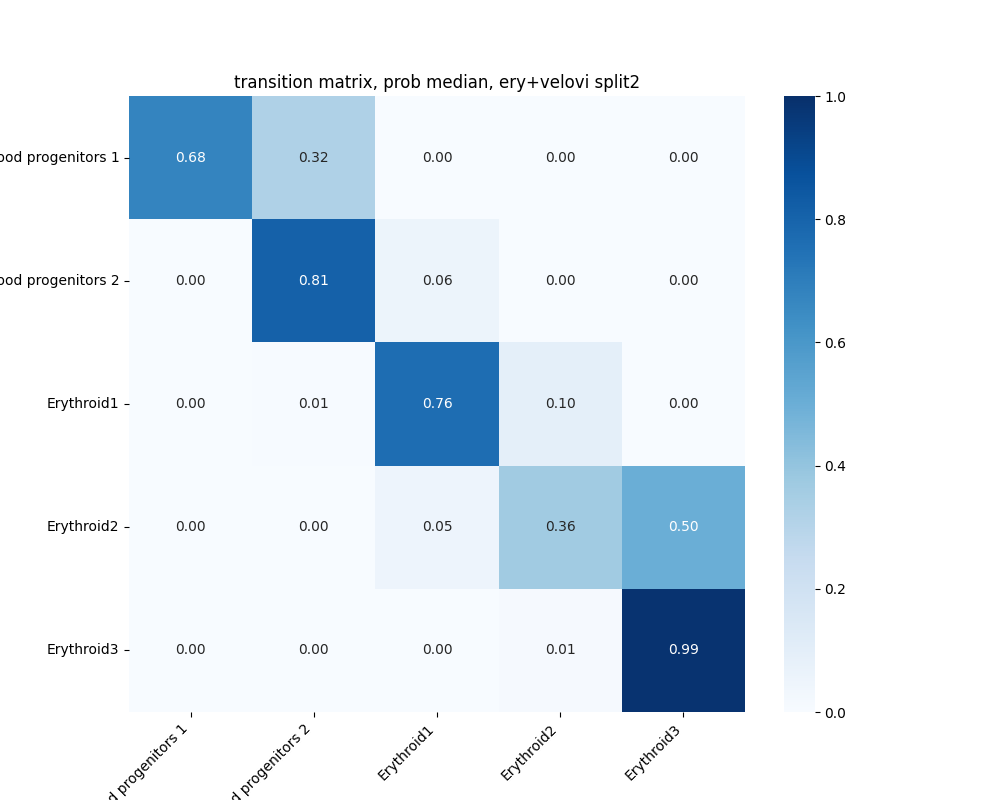 transition matrix, prob median, ery+velovi split2
ood progenitors 1 0.68 0.32 0.00 0.00 0.00
ood progenitors 2 0.00 0.81 0.06 0.00 0.00
Erythroid1 0.00 0.01 0.76 0.10 0.00
Erythroid2 0.00 0.00 0.05 0.36 0.50
Erythroid3 0.00 0.00 0.00 0.01 0.99
d progenitors 1
d progenitors 2
Erythroid1
Erythroid2
Erythroid3
1.0
0.8
0.6
0.4
0.2
0.0